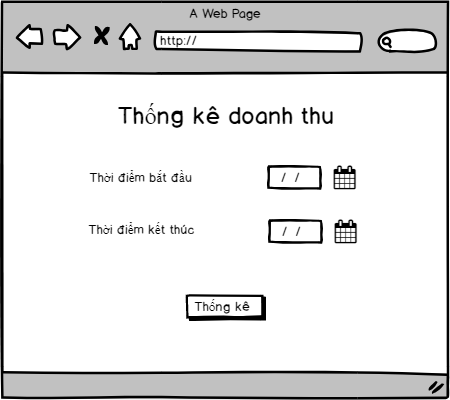 A Web Page
http://
Thống kê doanh thu
Thời điểm bắt đầu
/ /
Thời điểm kết thúc
/ /
Thống kê